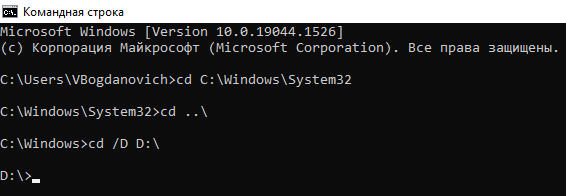 Командная строка
Microsoft Windows [Version 10.0.19044.1526]
(c) Корпорация Майкрософт (Microsoft Corporation). Все права защищены.
C:\Users\VBogdanovich>cd C:\Windows\System32
C:\Windows\System32>cd ..\
C:\Windows>cd /D D:\
D:\>